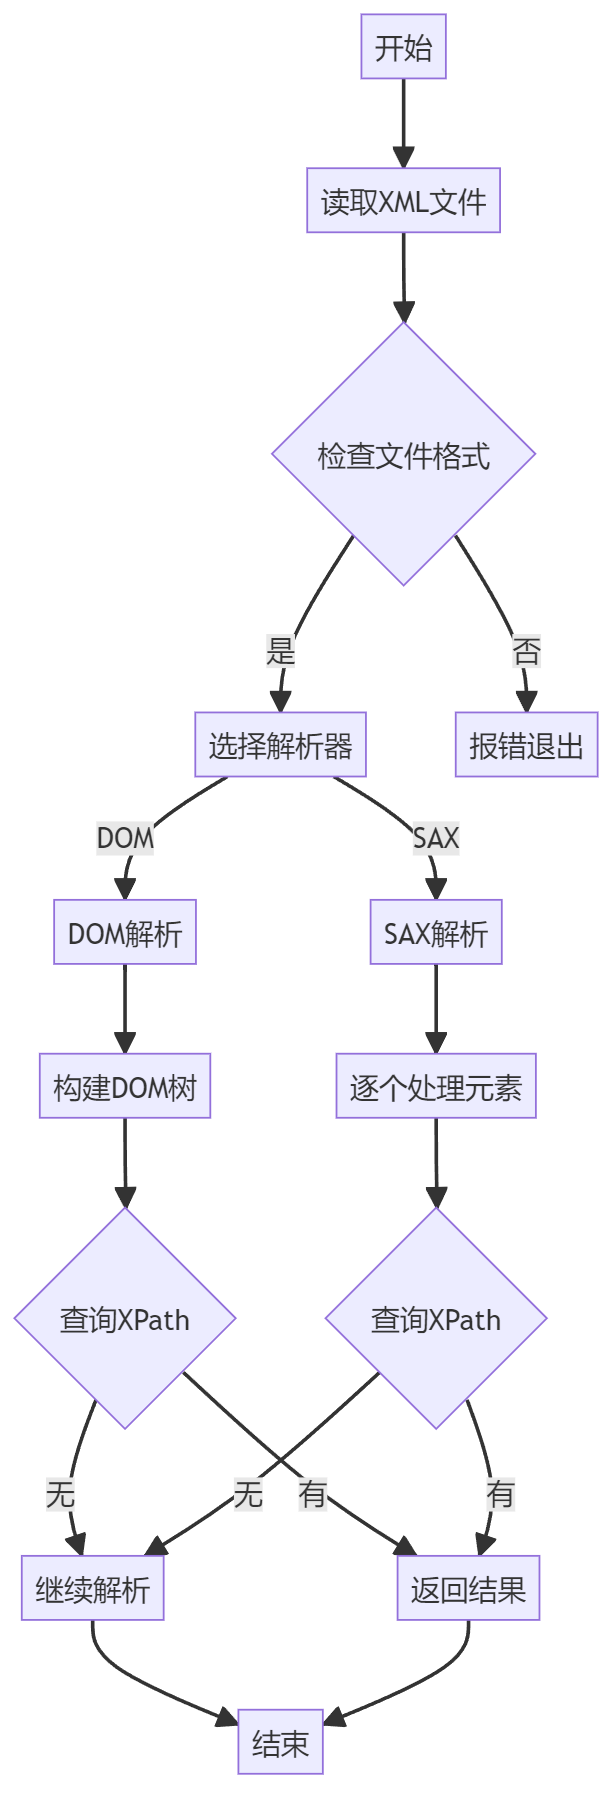 开始
读取XML文件
检查文件格式
是
否
选择解析器
报错退出
DOM
SAX
DOM解析
SAX解析
构建DOM树
逐个处理元素
查询XPath
查询XPath
无
无
有
有
继续解析
返回结果
结束